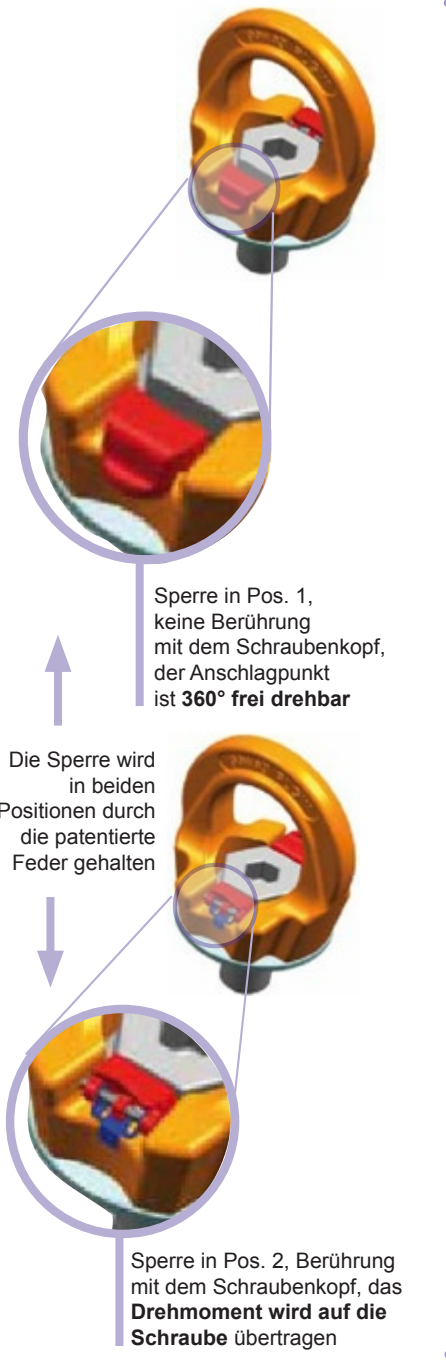 Sperre in Pos. 1,
keine Berührung
mit dem Schraubenkopf,
der Anschlagpunkt
ist 360° frei drehbar
Die Sperre wird
in beiden
Positionen durch
die patentierte
Feder gehalten
Sperre in Pos. 2, Berührung
mit dem Schraubenkopf, das
Drehmoment wird auf die
Schraube übertragen